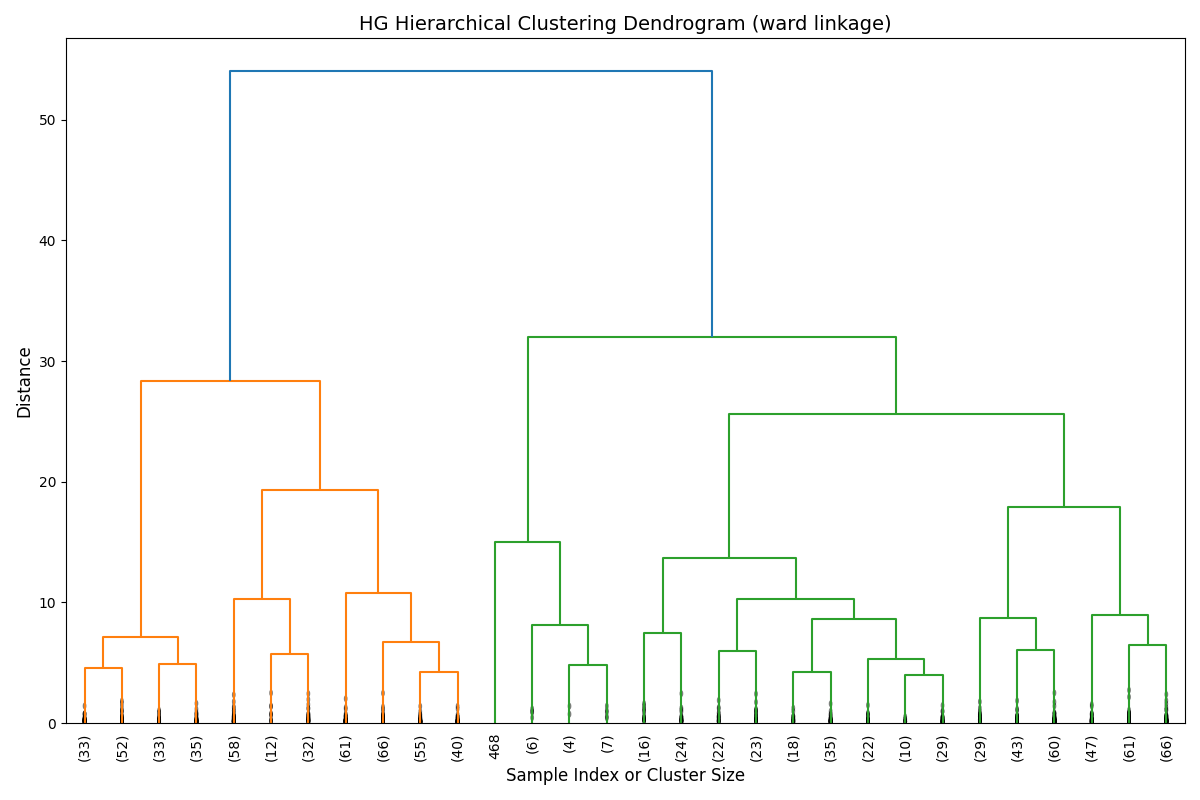 HG Hierarchical Clustering Dendrogram (ward linkage)
Distance
50
40
30
20
10
0
(33) (52) (33) (35) (58) (12) (32) (61) (66) (55) (40) 468 (6) (4) (7) (16) (24) (22) (23) (18) (35) (22) (10) (29) (29) (43) (60) (47) (61) (66)
Sample Index or Cluster Size